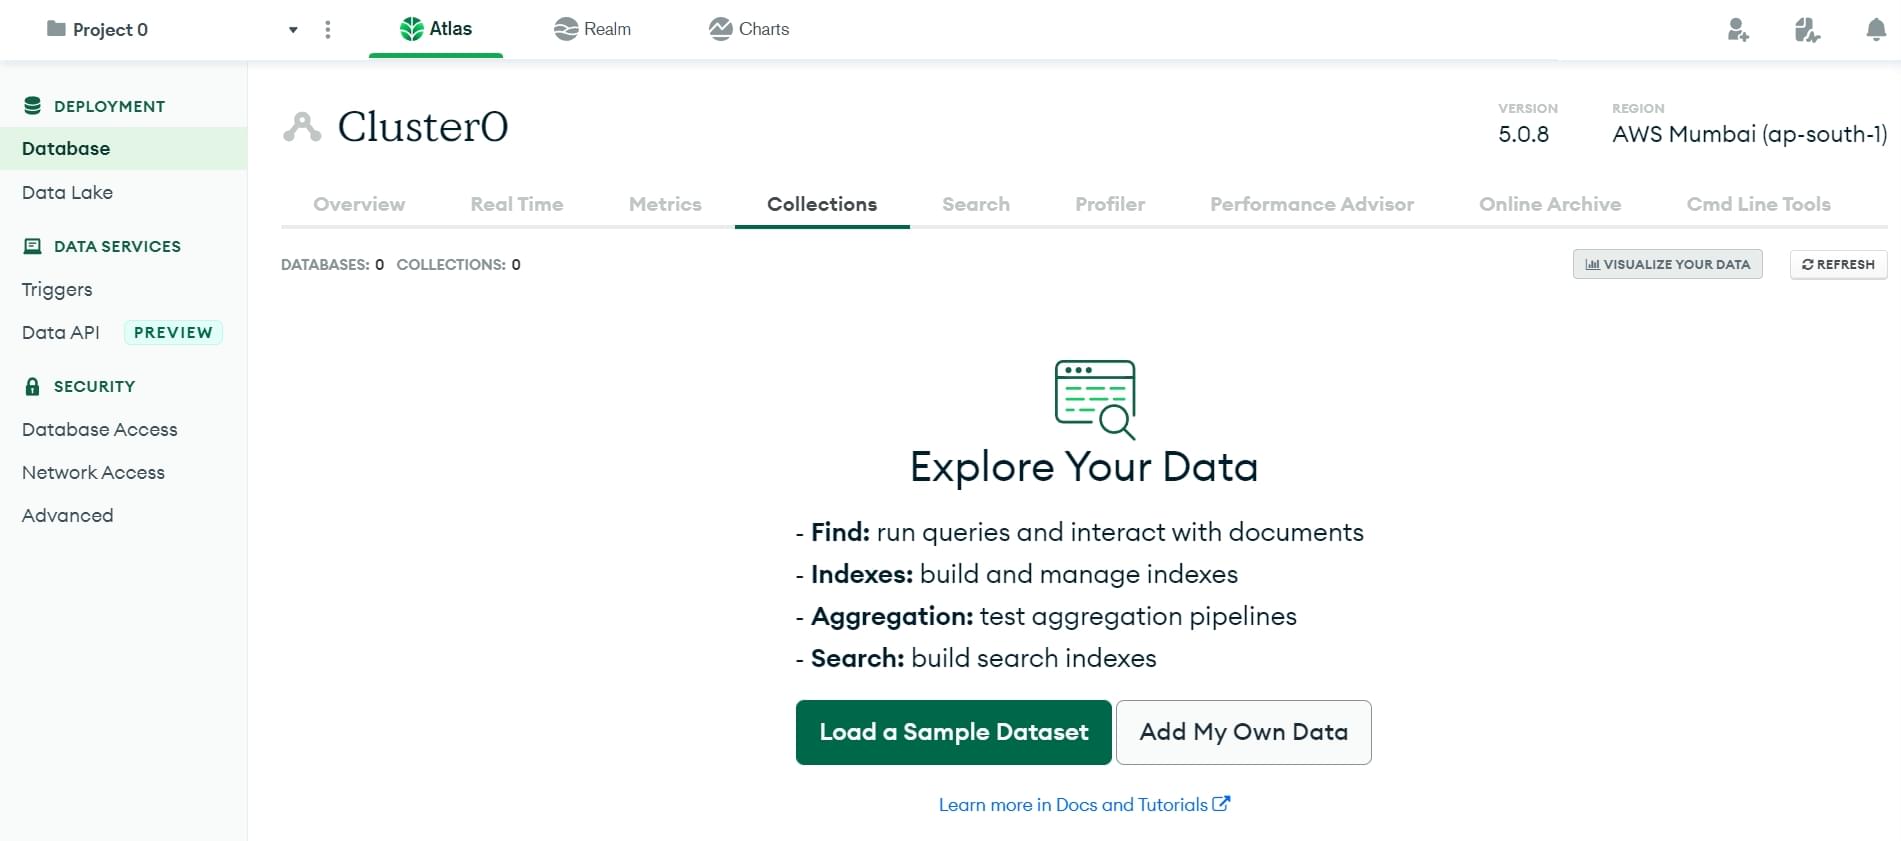 Project 0
Atlas
Realm
Charts
DEPLOYMENT
Database
Data Lake
DATA SERVICES
Triggers
Data API PREVIEW
SECURITY
Database Access
Network Access
Advanced
Cluster0
VERSION
5.0.8
REGION
AWS Mumbai (ap-south-1)
Overview Real Time Metrics Collections Search Profiler Performance Advisor Online Archive Cmd Line Tools
DATABASES: 0 COLLECTIONS: 0
VISUALIZE YOUR DATA
REFRESH
Explore Your Data
- Find: run queries and interact with documents
- Indexes: build and manage indexes
- Aggregation: test aggregation pipelines
- Search: build search indexes
Load a Sample Dataset
Add My Own Data
Learn more in Docs and Tutorials